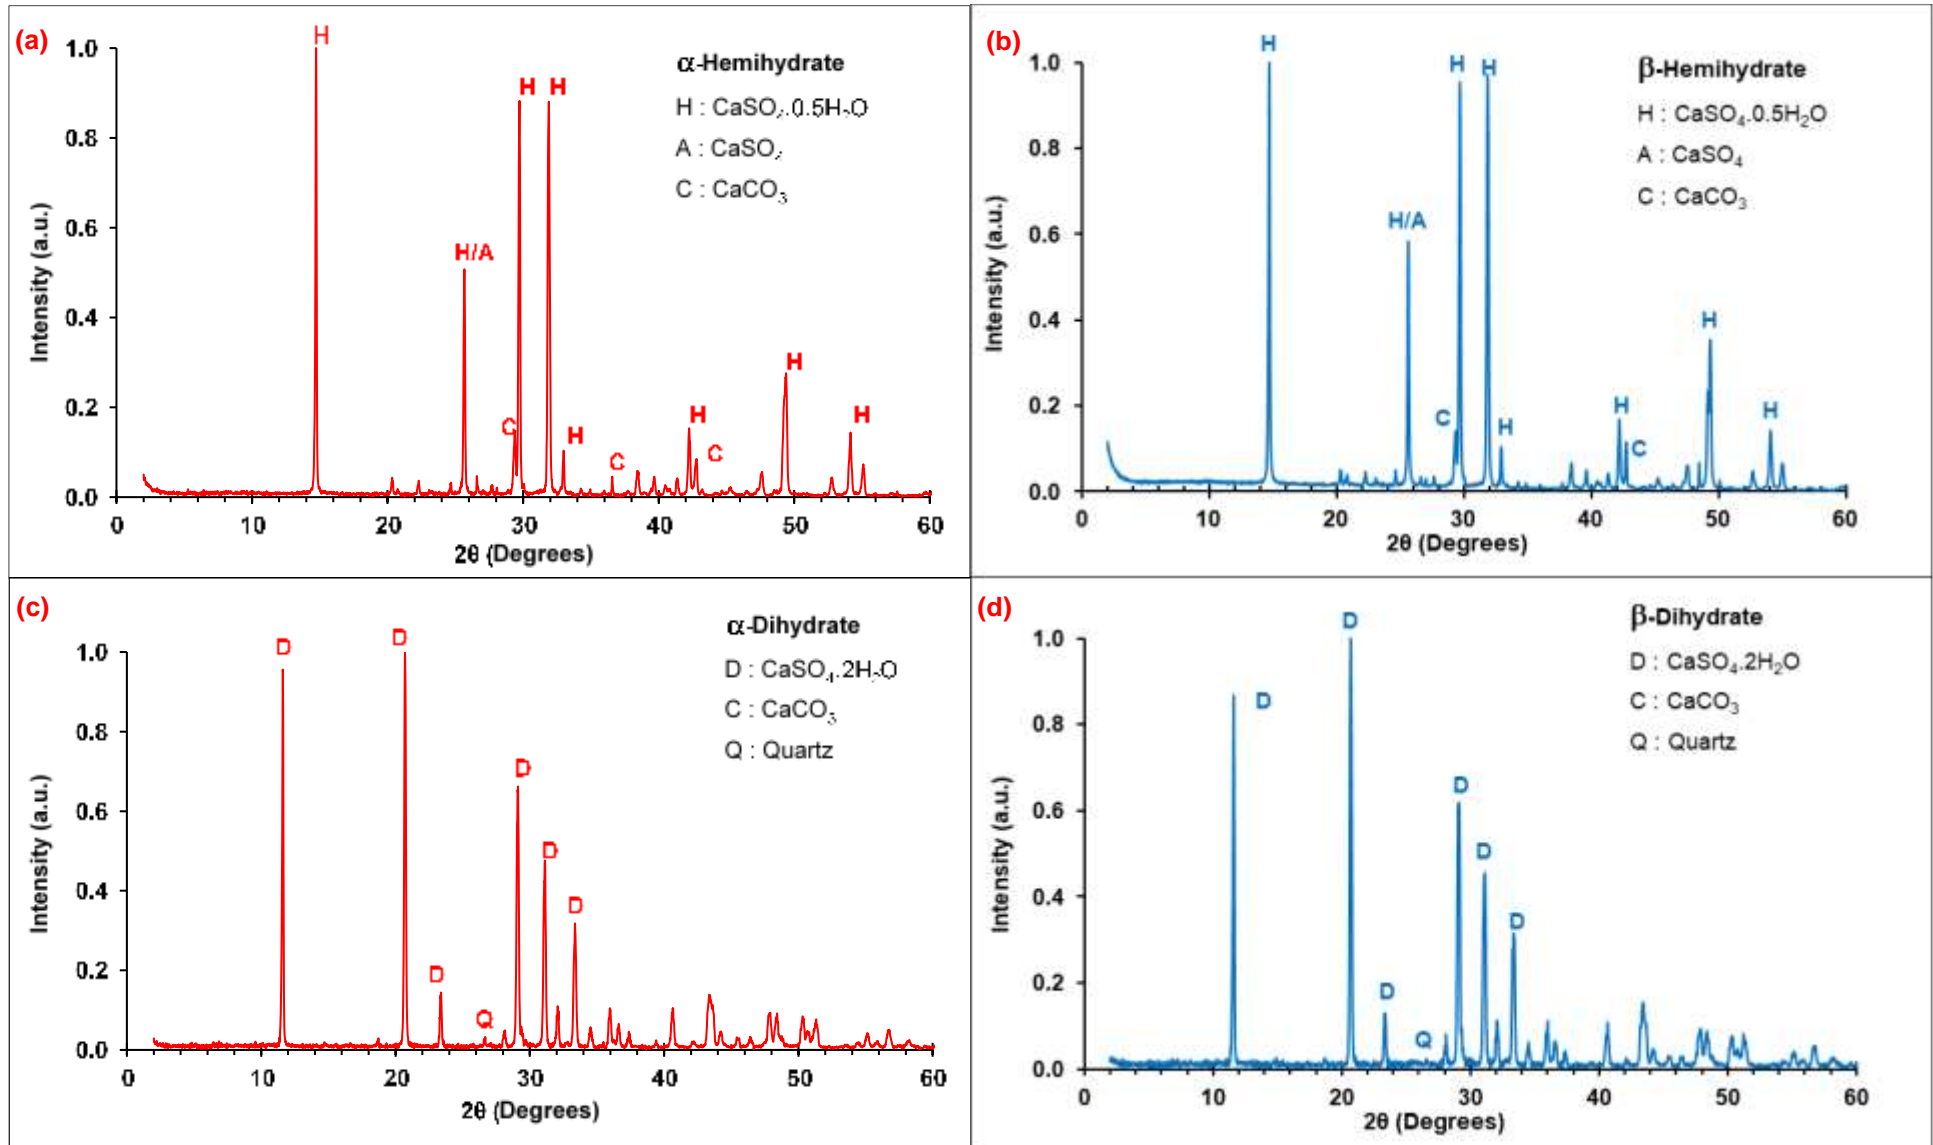 (a)
H
1.0
0.8
0.6
0.4
0.2
0.0
Intensity (a.u.)
α-Hemihydrate
H : CaSO4.0.5H2O
A : CaSO4
C : CaCO3
H H
H/A
C
H
C
H
C
H
H
0 10 20 30 40 50 60
2θ (Degrees)
(b)
H
1.0
0.8
0.6
0.4
0.2
0.0
Intensity (a.u.)
β-Hemihydrate
H : CaSO4.0.5H2O
A : CaSO4
C : CaCO3
H H
H/A
C
H
H
C
H
H
0 10 20 30 40 50 60
2θ (Degrees)
(c)
D
D
1.0
0.8
0.6
0.4
0.2
0.0
Intensity (a.u.)
α-Dihydrate
D : CaSO4.2H2O
C : CaCO3
Q : Quartz
D
Q
D
D
D
0 10 20 30 40 50 60
2θ (Degrees)
(d)
D
D
1.0
0.8
0.6
0.4
0.2
0.0
Intensity (a.u.)
β-Dihydrate
D : CaSO4.2H2O
C : CaCO3
Q : Quartz
D
Q
D
D
D
0 10 20 30 40 50 60
2θ (Degrees)